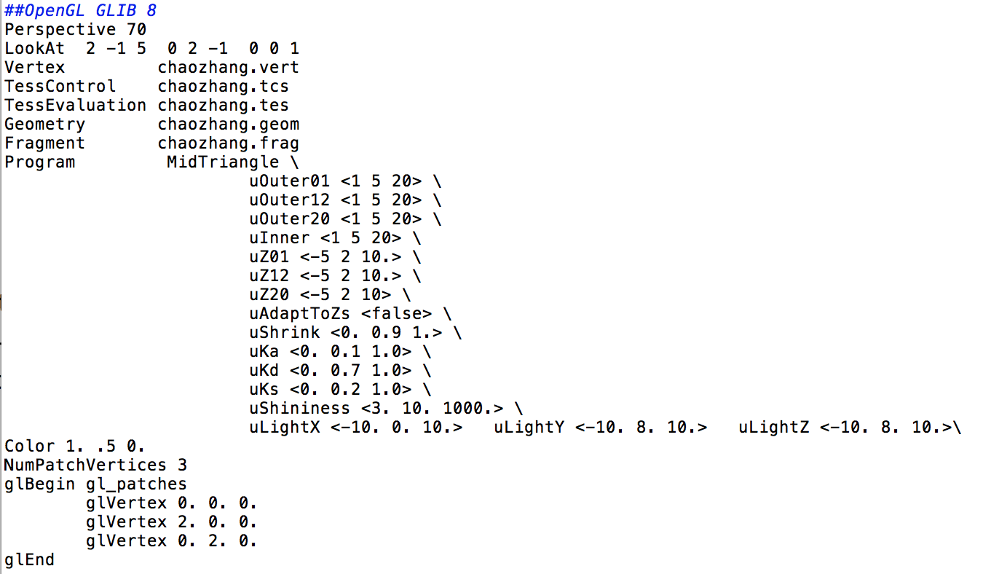 ##OpenGL GLIB 8
Perspective 70
LookAt  2 -1 5  0 2 -1  0 0 1
Vertex         chaozhang.vert
TessControl    chaozhang.tcs
TessEvaluation chaozhang.tes
Geometry       chaozhang.geom
Fragment       chaozhang.frag
Program         MidTriangle \
                        uOuter01 <1 5 20> \
                        uOuter12 <1 5 20> \
                        uOuter20 <1 5 20> \
                        uInner <1 5 20> \
                        uZ01 <-5 2 10.> \
                        uZ12 <-5 2 10.> \
                        uZ20 <-5 2 10> \
                        uAdaptToZs <false> \
                        uShrink <0. 0.9 1.> \
                        uKa <0. 0.1 1.0> \
                        uKd <0. 0.7 1.0> \
                        uKs <0. 0.2 1.0> \
                        uShininess <3. 10. 1000.> \
                        uLightX <-10. 0. 10.>   uLightY <-10. 8. 10.>   uLightZ <-10. 8. 10.>\
Color 1. .5 0.
NumPatchVertices 3
glBegin gl_patches
        glVertex 0. 0. 0.
        glVertex 2. 0. 0.
        glVertex 0. 2. 0.
glEnd